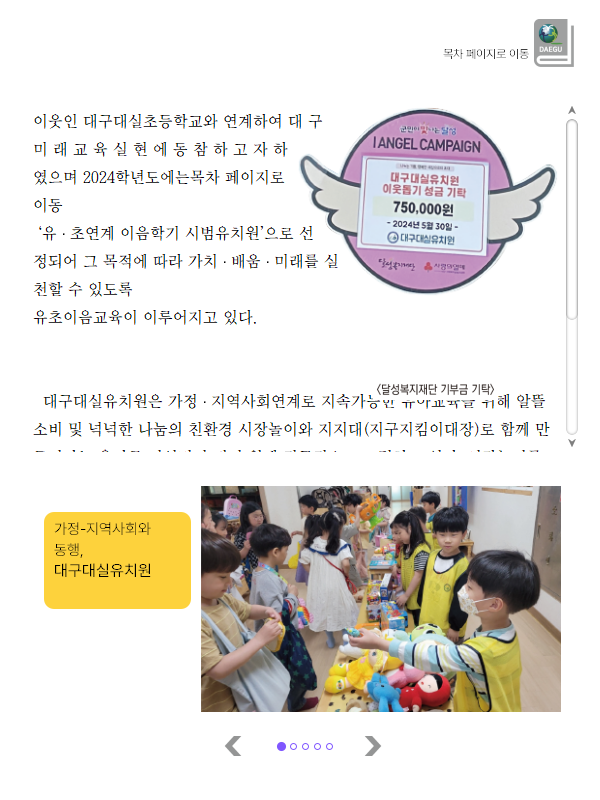 목차 페이지로 이동
DAEGU
이웃인 대구대실초등학교와 연계하여 대 구
미 래 교 육 실 현 에 동 참 하 고 자 하
였으며 2024학년도에는목차 페이지로
이동
‘유·초연계 이음학기 시범유치원’으로 선
정되어 그 목적에 따라 가치·배움·미래를 실
천할 수 있도록
유초이음교육이 이루어지고 있다.
군민이 빛나는 달성
I ANGEL CAMPAIGN
대구대실유치원
이웃돕기 성금 기탁
750,000원
- 2024년 5월 30일 -
대구대실유치원
달성복지재단
사랑의열매
<달성복지재단 기부금 기탁>
대구대실유치원은 가정·지역사회연계로 지속가능한 유아교육을 위해 알뜰
소비 및 넉넉한 나눔의 친환경 시장놀이와 지지대(지구지킴이대장)로 함께 만
가정-지역사회와
동행,
대구대실유치원